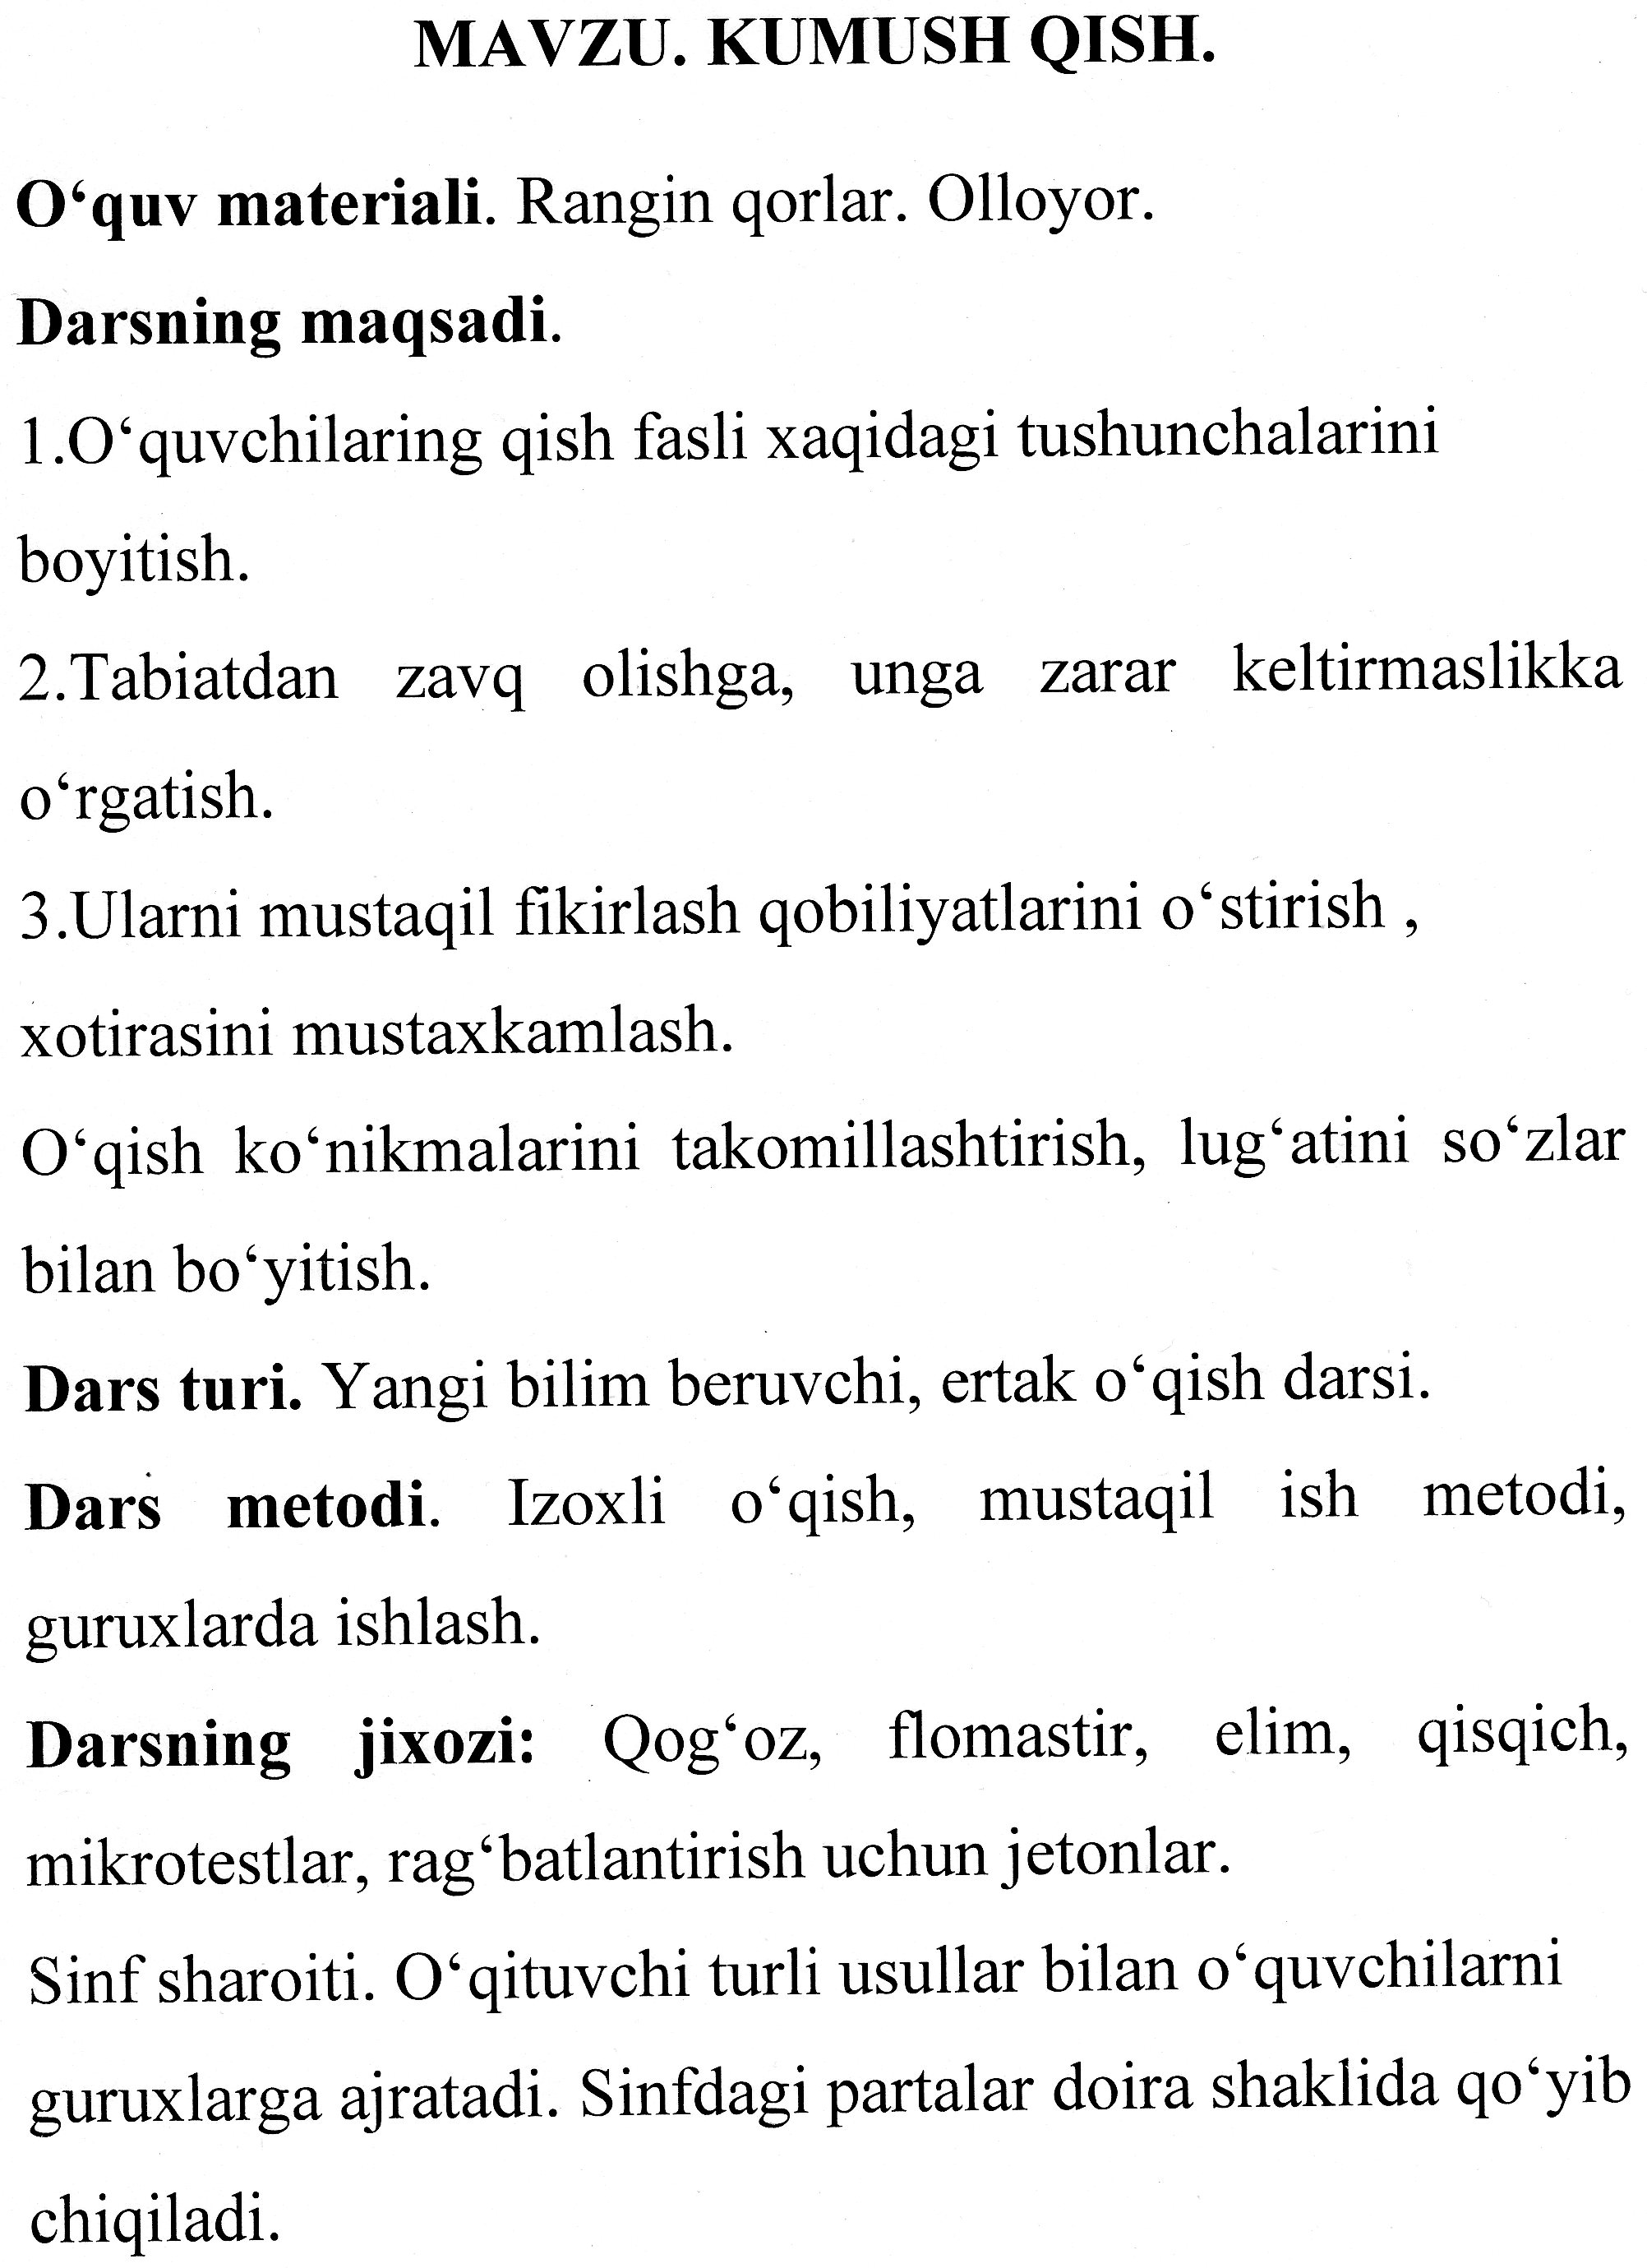 MAVZU. KUMUSH QISH.
O‘quv materiali. Rangin qorlar. Olloyor.
Darsning maqsadi.
1.O‘quvchilaring qish fasli xaqidagi tushunchalarini
boyitish.
2.Tabiatdan zavq olishga, unga zarar keltirmaslikka
o‘rgatish.
3.Ularni mustaqil fikirlash qobiliyatlarini o‘stirish ,
xotirasini mustaxkamlash.
O‘qish ko‘nikmalarini takomillashtirish, lug‘atini so‘zlar
bilan bo‘yitish.
Dars turi. Yangi bilim beruvchi, ertak o‘qish darsi.
Dars metodi. Izoxli o‘qish, mustaqil ish metodi,
guruxlarda ishlash.
Darsning jixozi: Qog‘oz, flomastir, elim, qisqich,
mikrotestlar, rag‘batlantirish uchun jetonlar.
Sinf sharoiti. O‘qituvchi turli usullar bilan o‘quvchilarni
guruxlarga ajratadi. Sinfdagi partalar doira shaklida qo‘yib
chiqiladi.